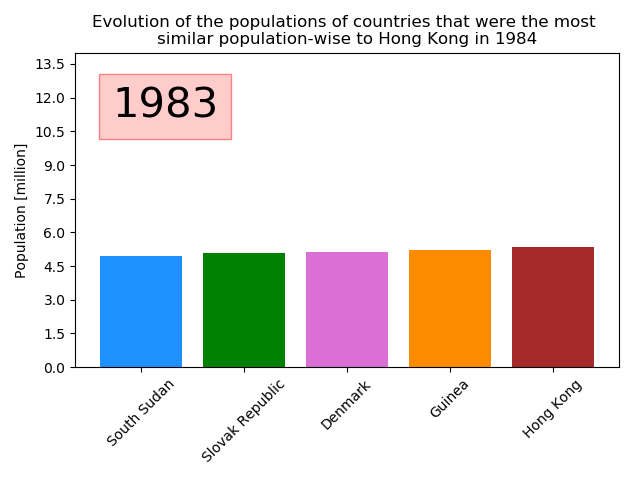 Evolution of the populations of countries that were the most
similar population-wise to Hong Kong in 1984
1983
Population [million]
13.5
12.0
10.5
9.0
7.5
6.0
4.5
3.0
1.5
0.0
South Sudan
Slovak Republic
Denmark
Guinea
Hong Kong